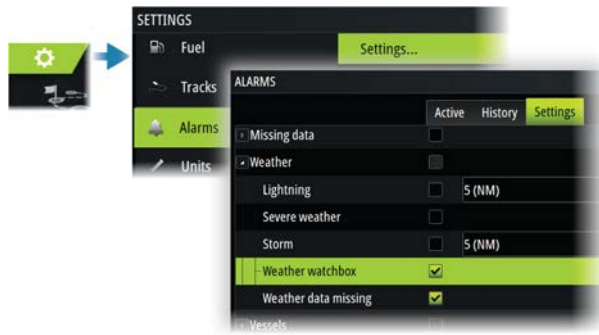 SETTINGS
Fuel
Settings...
Tracks
Alarms
Units
ALARMS
Active History Settings
Missing data
Weather
Lightning 5 (NM)
Severe weather
Storm 5 (NM)
Weather watchbox
Weather data missing
Vessels